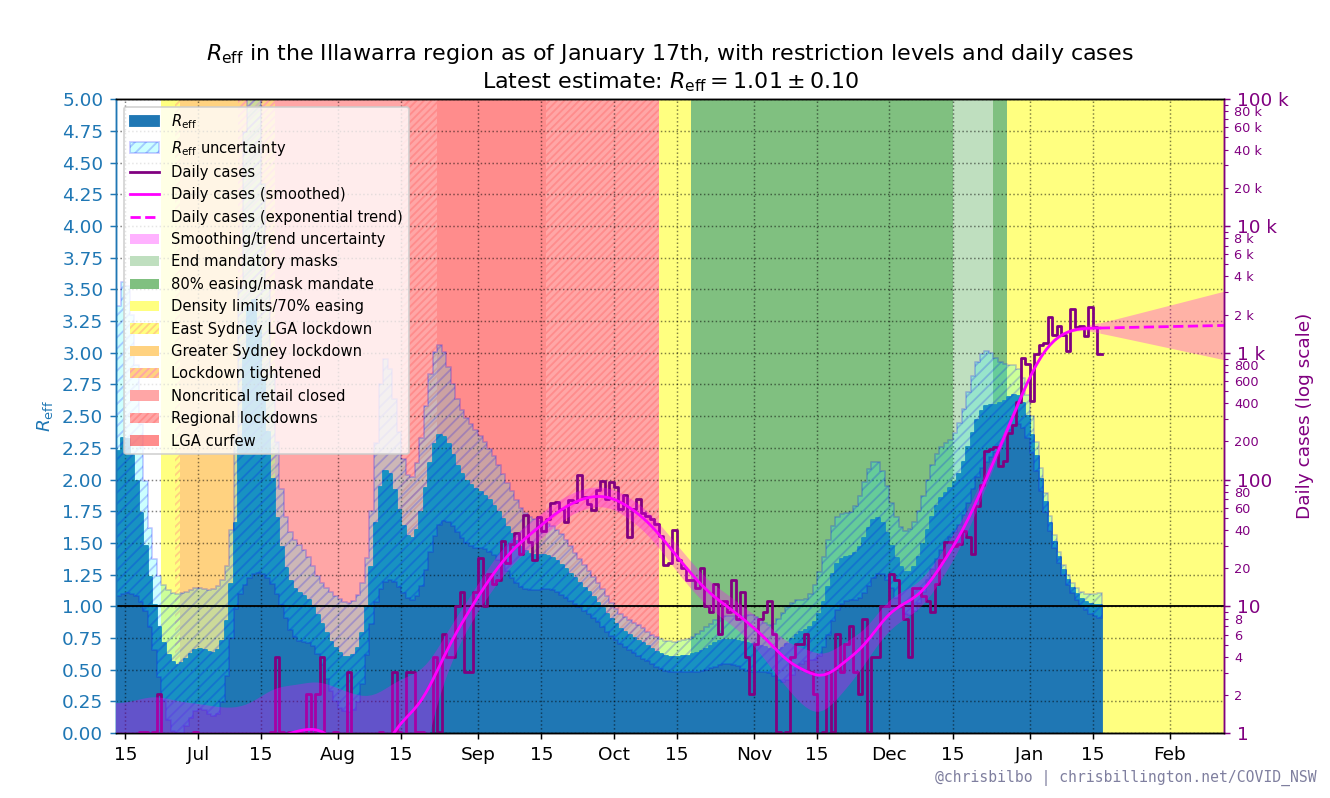 Reff in the Illawarra region as of January 17th, with restriction levels and daily cases
Latest estimate: Reff = 1.01 ± 0.10
5.00
4.75
4.50
4.25
4.00
3.75
3.50
3.25
3.00
2.75
2.50
2.25
2.00
1.75
1.50
1.25
1.00
0.75
0.50
0.25
0.00
Reff
Reff
Reff uncertainty
Daily cases
Daily cases (smoothed)
Daily cases (exponential trend)
Smoothing/trend uncertainty
End mandatory masks
80% easing/mask mandate
Density limits/70% easing
East Sydney LGA lockdown
Greater Sydney lockdown
Lockdown tightened
Noncritical retail closed
Regional lockdowns
LGA curfew
100 k
80 k
60 k
40 k
20 k
10 k
8 k
6 k
4 k
2 k
1 k
800
600
400
200
100
80
60
40
20
10
8
6
4
2
1
Daily cases (log scale)
15 Jul 15 Aug 15 Sep 15 Oct 15 Nov 15 Dec 15 Jan 15 Feb
@chrisbilbo | chrisbillington.net/COVID_NSW